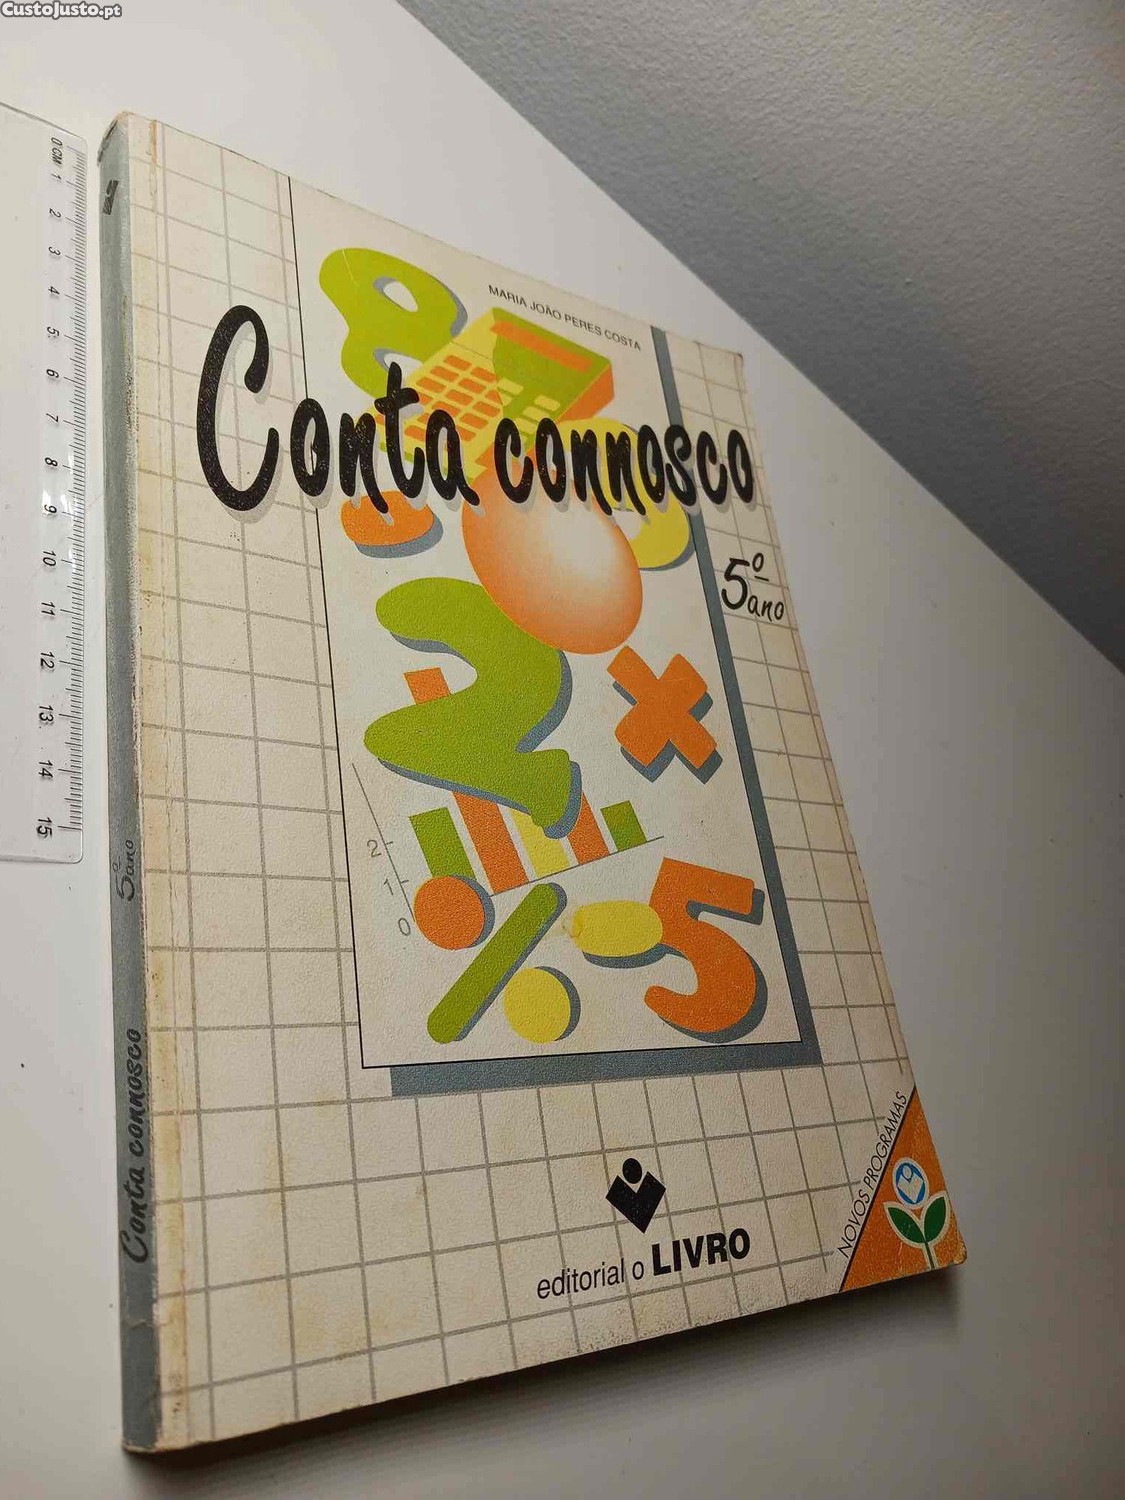 CustoJusto.pt
0 CM 1 2 3 4 5 6 7 8 9 10 11 12 13 14 15
MARIA JOÃO PERES COSTA
Conta connosco
5º ano
2
1
0
5
editorial o LIVRO
NOVOS PROGRAMAS
Conta connosco 5º ano